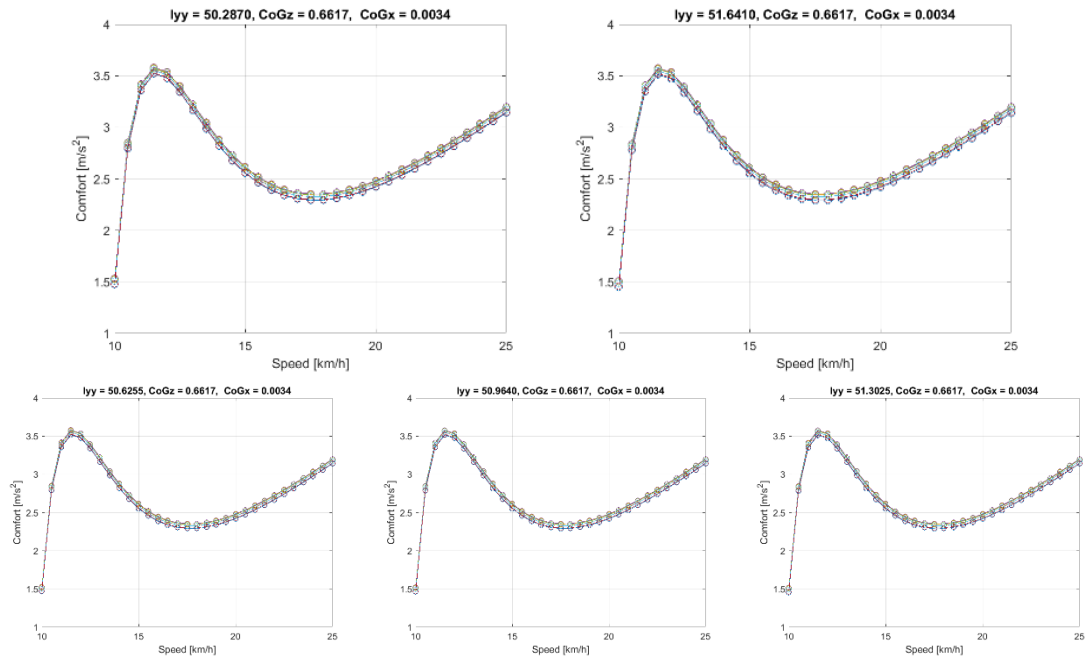 Iyy = 50.2870, CoGz = 0.6617, CoGx = 0.0034
4
3.5
3
2.5
2
1.5
1
Comfort [m/s²]
10 15 20 25
Speed [km/h]
Iyy = 51.6410, CoGz = 0.6617, CoGx = 0.0034
4
3.5
3
2.5
2
1.5
1
Comfort [m/s²]
10 15 20 25
Speed [km/h]
Iyy = 50.6255, CoGz = 0.6617, CoGx = 0.0034
4
3.5
3
2.5
2
1.5
1
Comfort [m/s²]
10 15 20 25
Speed [km/h]
Iyy = 50.9640, CoGz = 0.6617, CoGx = 0.0034
4
3.5
3
2.5
2
1.5
1
Comfort [m/s²]
10 15 20 25
Speed [km/h]
Iyy = 51.3025, CoGz = 0.6617, CoGx = 0.0034
4
3.5
3
2.5
2
1.5
1
Comfort [m/s²]
10 15 20 25
Speed [km/h]